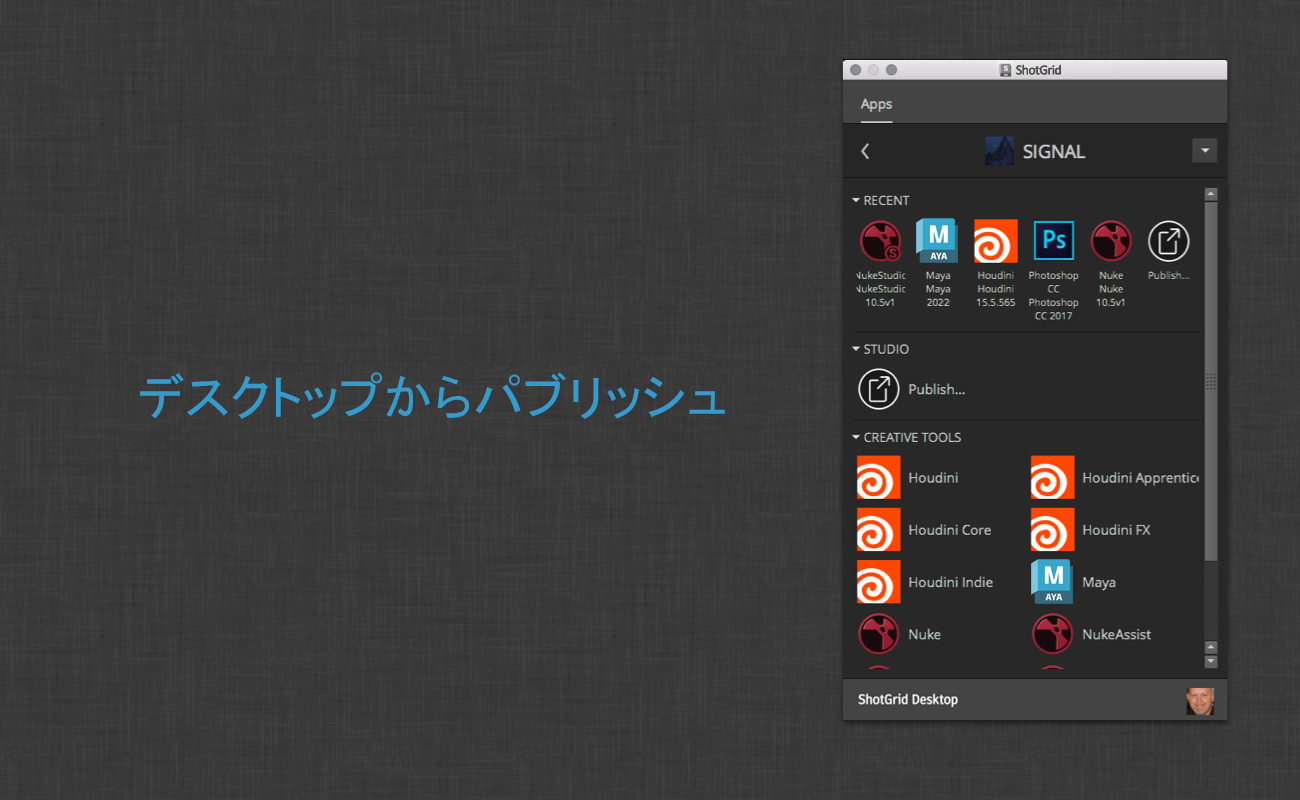 ShotGrid
Apps
SIGNAL
RECENT
NukeStudio Maya Houdini Photoshop Nuke Publish...
NukeStudio Maya Houdini CC Nuke
10.5v1 2022 15.5.565 Photoshop 10.5v1
CC 2017
STUDIO
Publish...
デスクトップからパブリッシュ
CREATIVE TOOLS
Houdini Houdini Apprentice
Houdini Core Houdini FX
Houdini Indie Maya
Nuke NukeAssist
ShotGrid Desktop